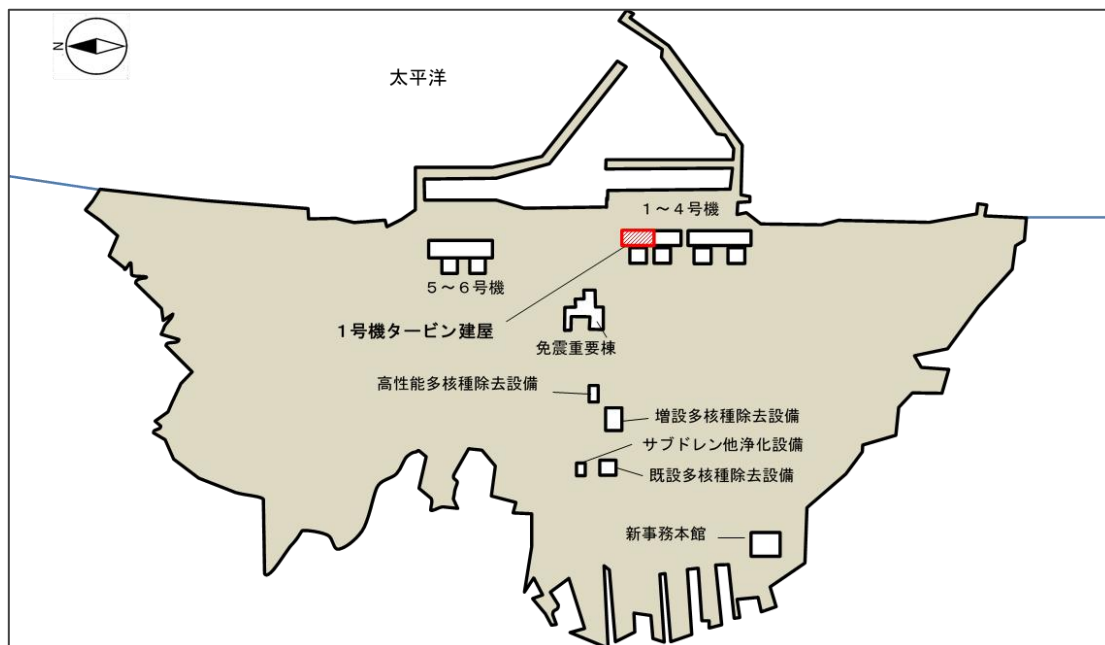 N
太平洋
１～４号機
５～６号機
１号機タービン建屋
免震重要棟
高性能多核種除去設備
増設多核種除去設備
サブドレン他浄化設備
既設多核種除去設備
新事務本館